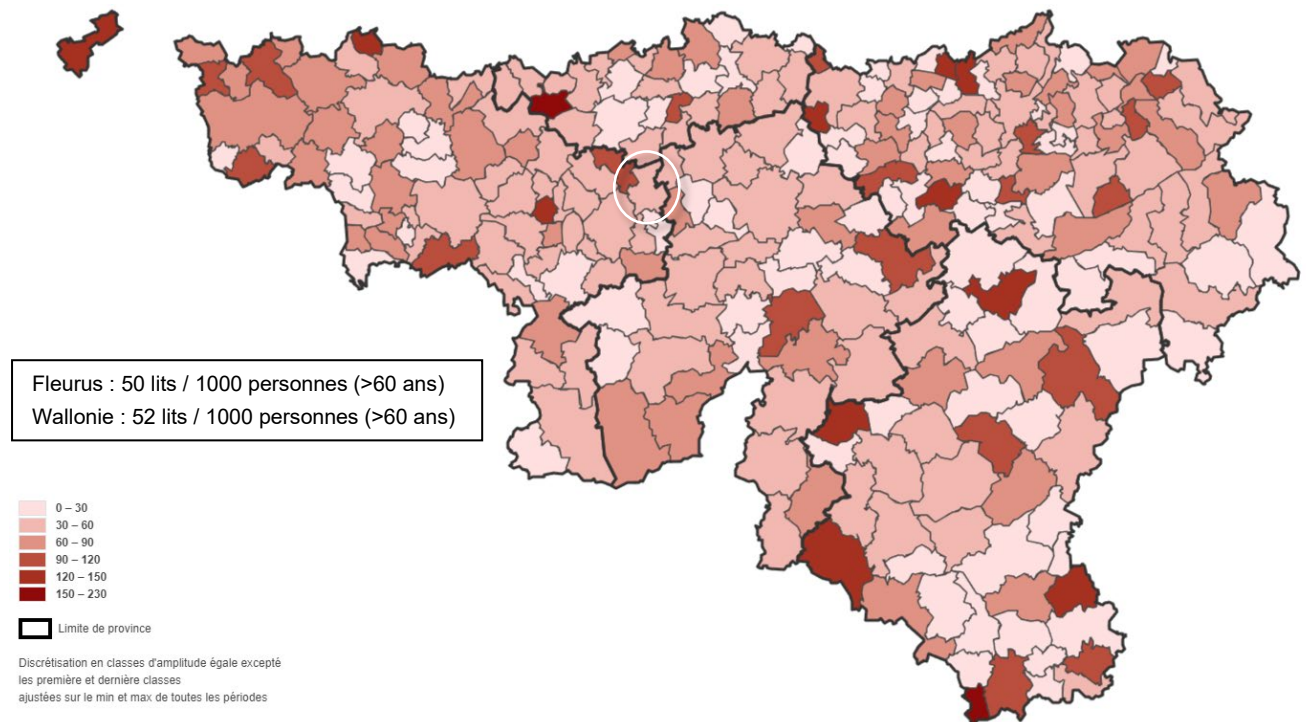 Fleurus : 50 lits / 1000 personnes (>60 ans)
Wallonie : 52 lits / 1000 personnes (>60 ans)
0 – 30
30 – 60
60 – 90
90 – 120
120 – 150
150 – 230
Limite de province
Discrétisation en classes d'amplitude égale excepté
les première et dernière classes
ajustées sur le min et max de toutes les périodes